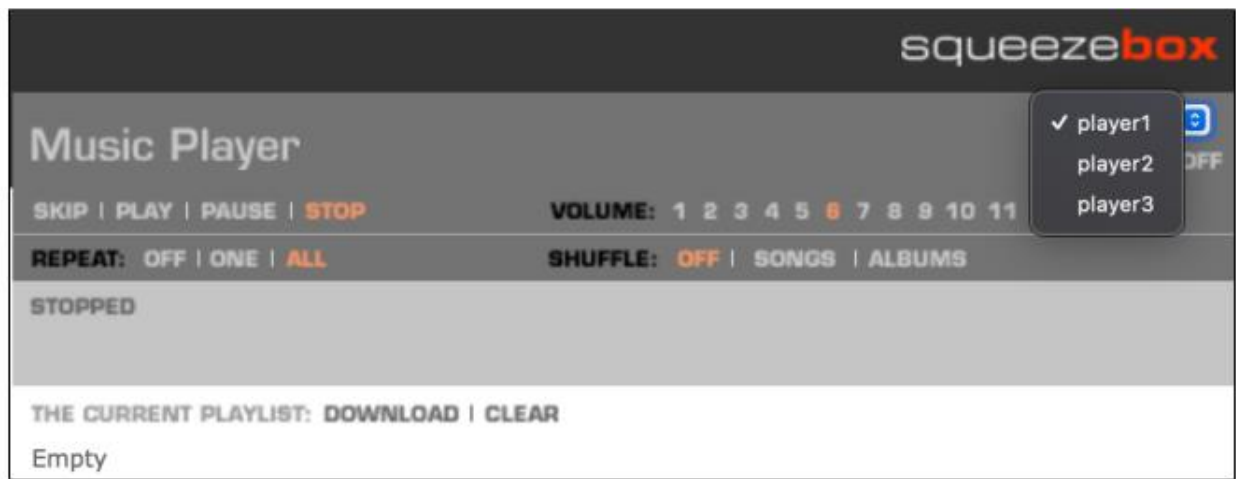 squeezebox
Music Player
✓ player1
player2
player3
OFF
SKIP | PLAY | PAUSE | STOP
VOLUME: 1 2 3 4 5 6 7 8 9 10 11
REPEAT: OFF | ONE | ALL
SHUFFLE: OFF | SONGS | ALBUMS
STOPPED
THE CURRENT PLAYLIST: DOWNLOAD | CLEAR
Empty